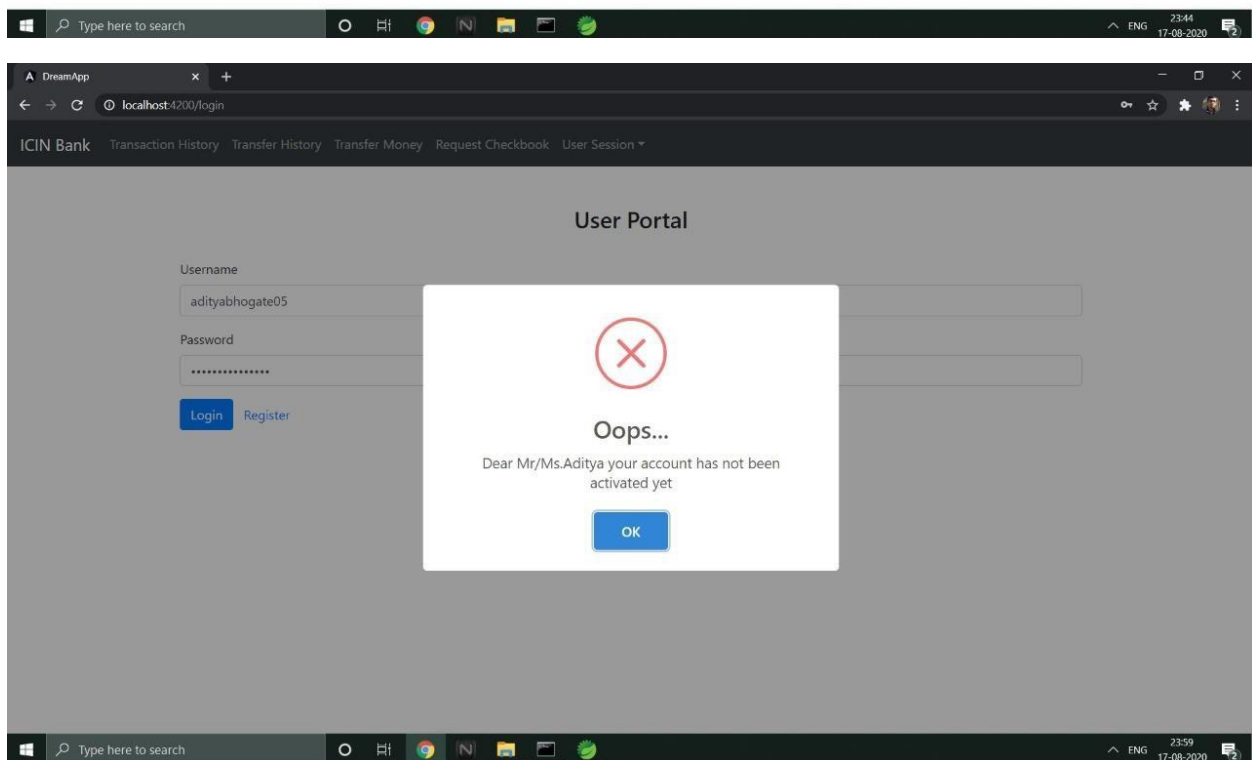 Type here to search
ENG
23:44
17-08-2020
2
DreamApp
localhost:4200/login
ICIN Bank Transaction History Transfer History Transfer Money Request Checkbook User Session
User Portal
Username
adityabhogate05
Password
Login Register
Oops...
Dear Mr/Ms.Aditya your account has not been
activated yet
OK
Type here to search
ENG
23:59
17-08-2020
2